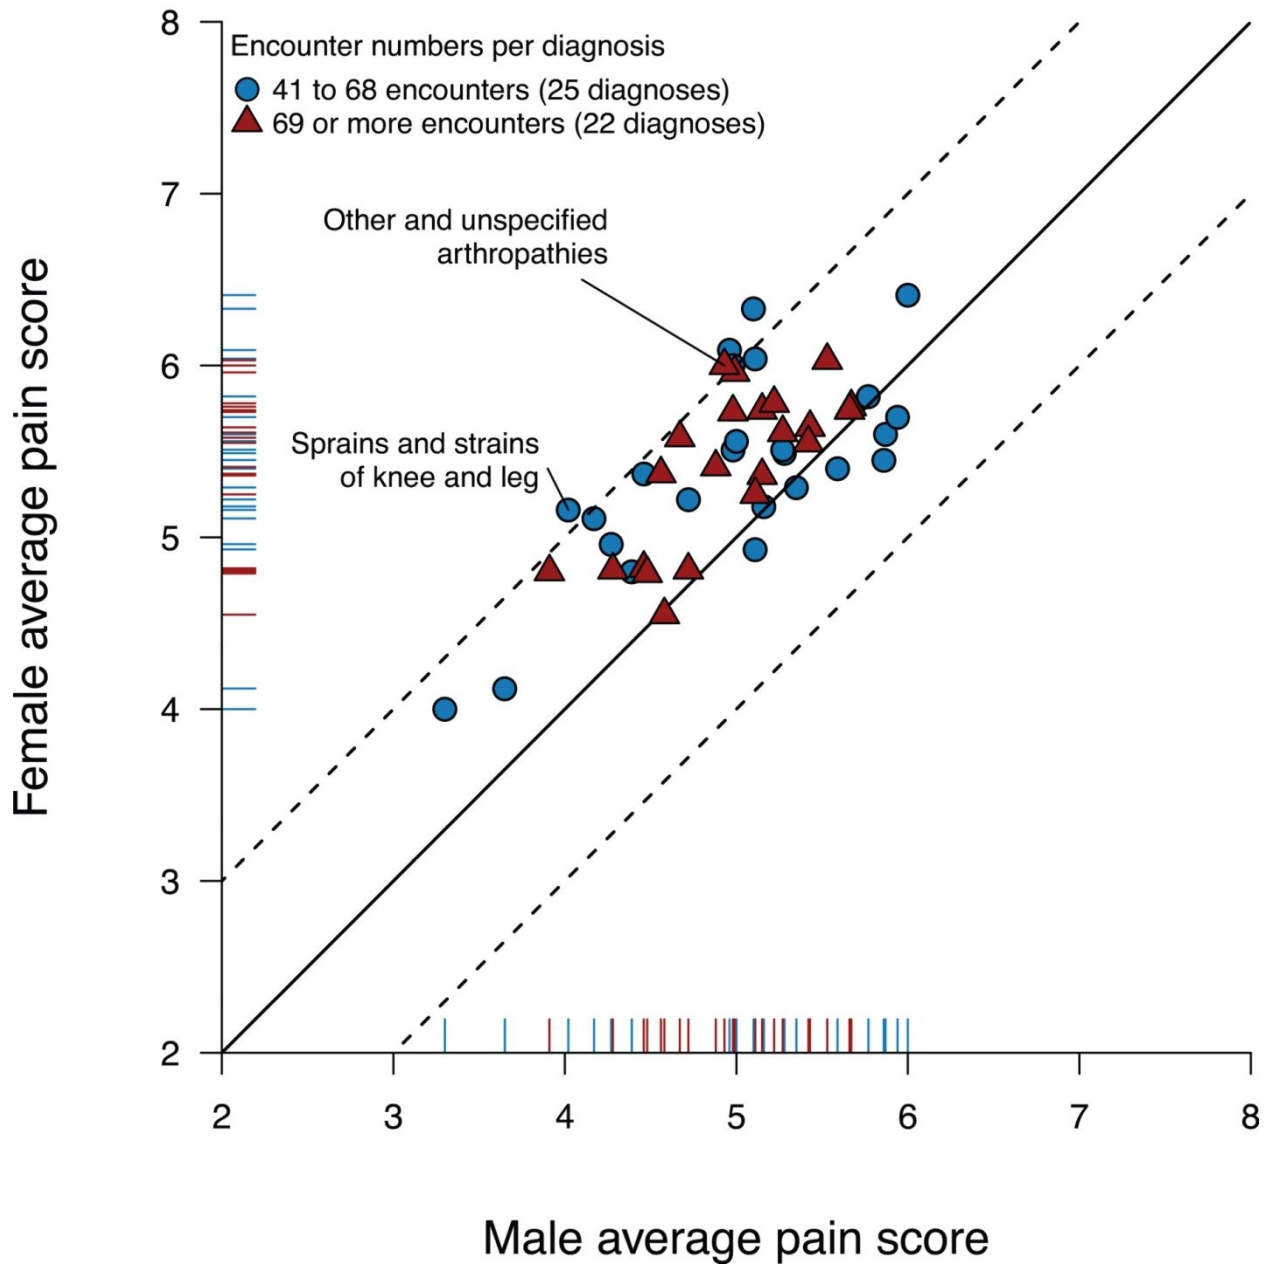 Encounter numbers per diagnosis
41 to 68 encounters (25 diagnoses)
69 or more encounters (22 diagnoses)
Other and unspecified
arthropathies
Sprains and strains
of knee and leg
Female average pain score
8
7
6
5
4
3
2
2 3 4 5 6 7 8
Male average pain score